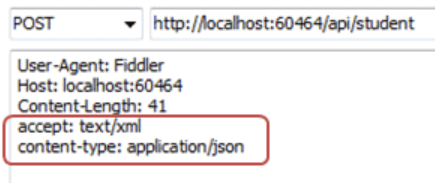 POST http://localhost:60464/api/student
User-Agent: Fiddler
Host: localhost:60464
Content-Length: 41
accept: text/xml
content-type: application/json